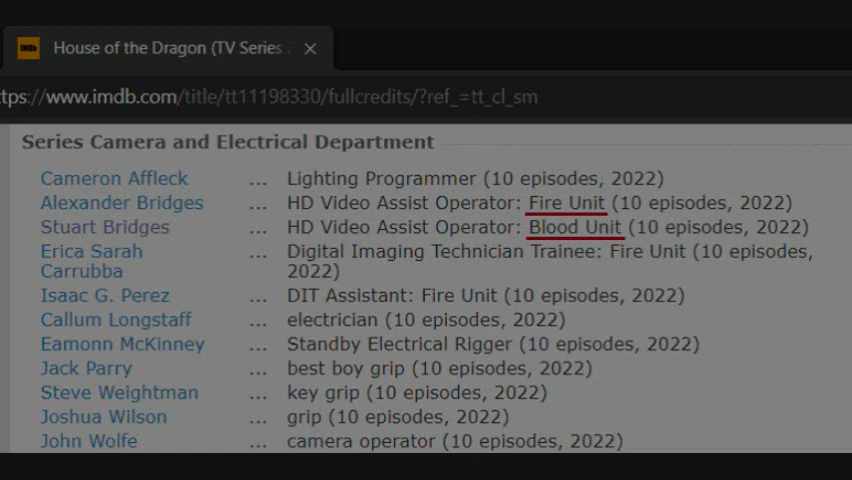 IMDb House of the Dragon (TV Series
ttps://www.imdb.com/title/tt11198330/fullcredits/?ref_=tt_cl_sm
Series Camera and Electrical Department
Cameron Affleck ... Lighting Programmer (10 episodes, 2022)
Alexander Bridges ... HD Video Assist Operator: Fire Unit (10 episodes, 2022)
Stuart Bridges ... HD Video Assist Operator: Blood Unit (10 episodes, 2022)
Erica Sarah ... Digital Imaging Technician Trainee: Fire Unit (10 episodes,
Carrubba 2022)
Isaac G. Perez ... DIT Assistant: Fire Unit (10 episodes, 2022)
Callum Longstaff ... electrician (10 episodes, 2022)
Eamonn McKinney ... Standby Electrical Rigger (10 episodes, 2022)
Jack Parry ... best boy grip (10 episodes, 2022)
Steve Weightman ... key grip (10 episodes, 2022)
Joshua Wilson ... grip (10 episodes, 2022)
John Wolfe ... camera operator (10 episodes, 2022)